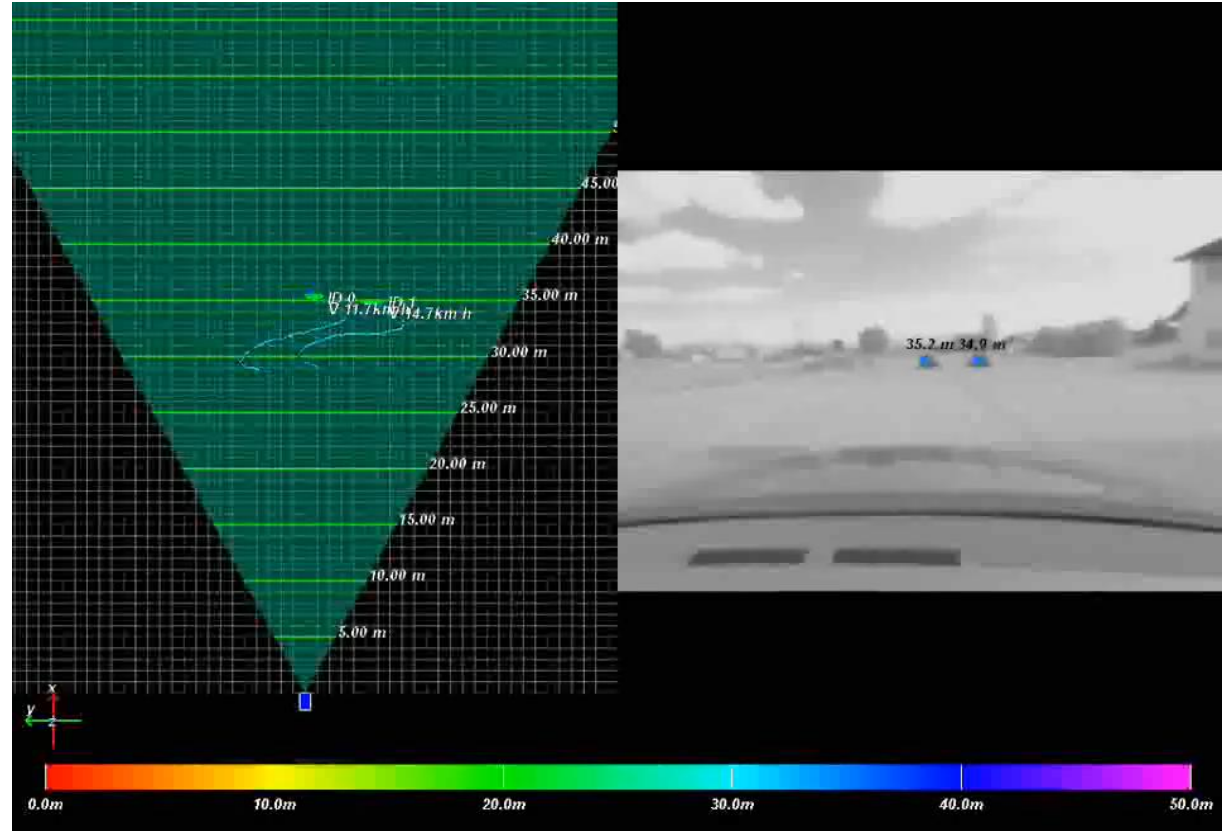 45.00
40.00 m
35.00 m
ID 0
ID 1
V 11.7km/h
V 14.7km h
30.00 m
25.00 m
20.00 m
15.00 m
10.00 m
5.00 m
x
y
z
35.2 m 34.9 m
0.0m 10.0m 20.0m 30.0m 40.0m 50.0m